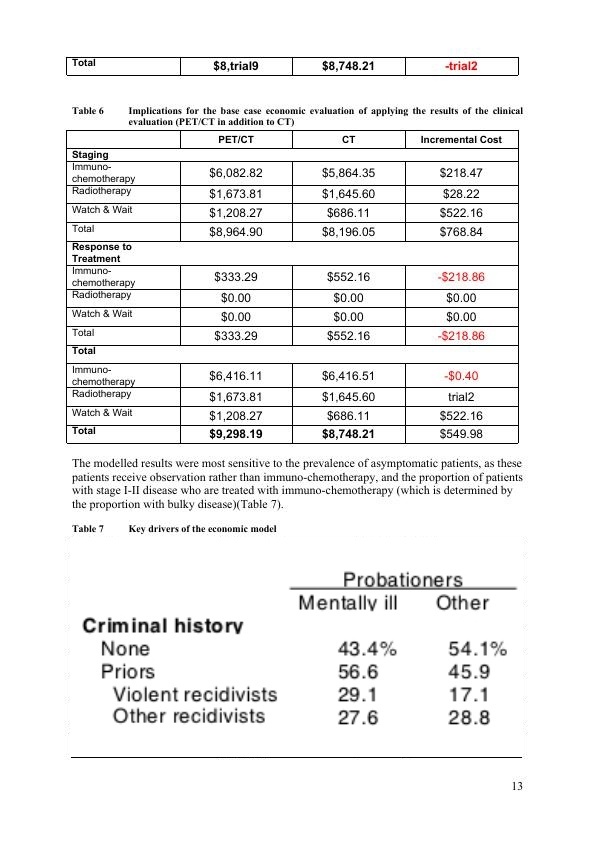 Total $8,trial9 $8,748.21 -trial2
Table 6 Implications for the base case economic evaluation of applying the results of the clinical
evaluation (PET/CT in addition to CT)
PET/CT CT Incremental Cost
Staging
Immuno-
chemotherapy $6,082.82 $5,864.35 $218.47
Radiotherapy $1,673.81 $1,645.60 $28.22
Watch & Wait $1,208.27 $686.11 $522.16
Total $8,964.90 $8,196.05 $768.84
Response to
Treatment
Immuno-
chemotherapy $333.29 $552.16 -$218.86
Radiotherapy $0.00 $0.00 $0.00
Watch & Wait $0.00 $0.00 $0.00
Total $333.29 $552.16 -$218.86
Total
Immuno-
chemotherapy $6,416.11 $6,416.51 -$0.40
Radiotherapy $1,673.81 $1,645.60 trial2
Watch & Wait $1,208.27 $686.11 $522.16
Total $9,298.19 $8,748.21 $549.98
The modelled results were most sensitive to the prevalence of asymptomatic patients, as these
patients receive observation rather than immuno-chemotherapy, and the proportion of patients
with stage I-II disease who are treated with immuno-chemotherapy (which is determined by
the proportion with bulky disease)(Table 7).
Table 7 Key drivers of the economic model
Probationers
Mentally ill Other
Criminal history
None 43.4% 54.1%
Priors 56.6 45.9
Violent recidivists 29.1 17.1
Other recidivists 27.6 28.8
13